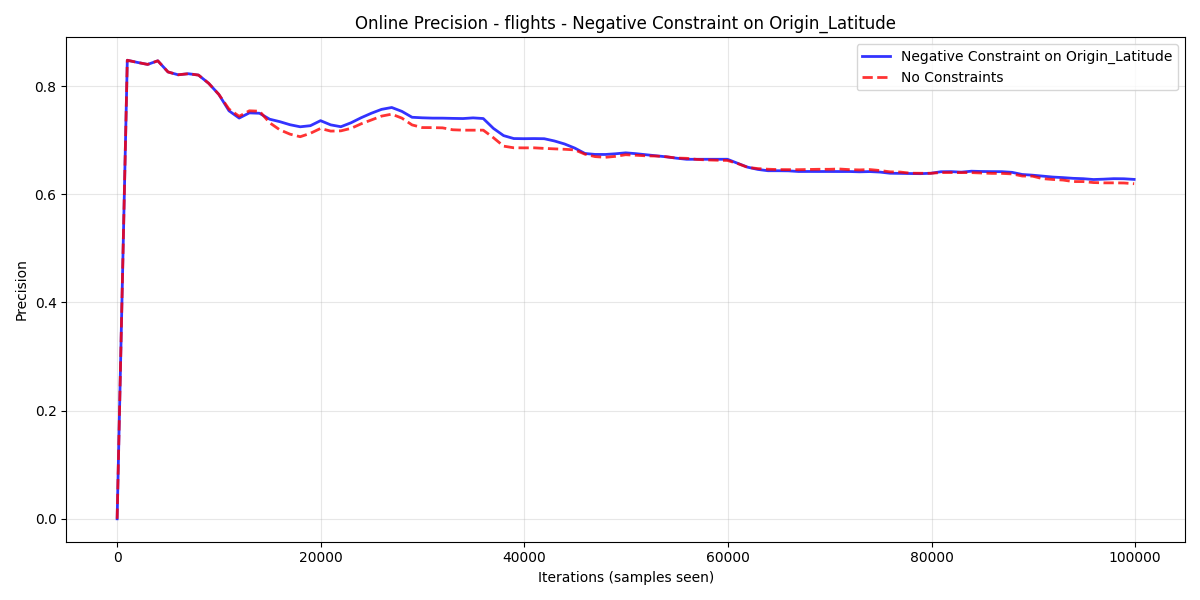 Online Precision - flights - Negative Constraint on Origin_Latitude
Negative Constraint on Origin_Latitude
No Constraints
Precision
0.8
0.6
0.4
0.2
0.0
0
20000
40000
60000
80000
100000
Iterations (samples seen)